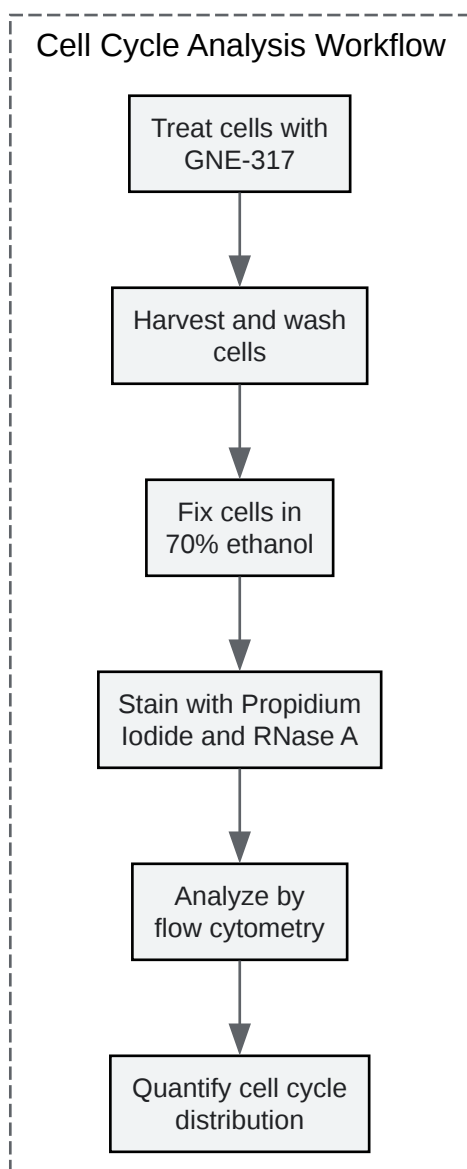 Cell Cycle Analysis Workflow
Treat cells with
GNE-317
Harvest and wash
cells
Fix cells in
70% ethanol
Stain with Propidium
Iodide and RNase A
Analyze by
flow cytometry
Quantify cell cycle
distribution